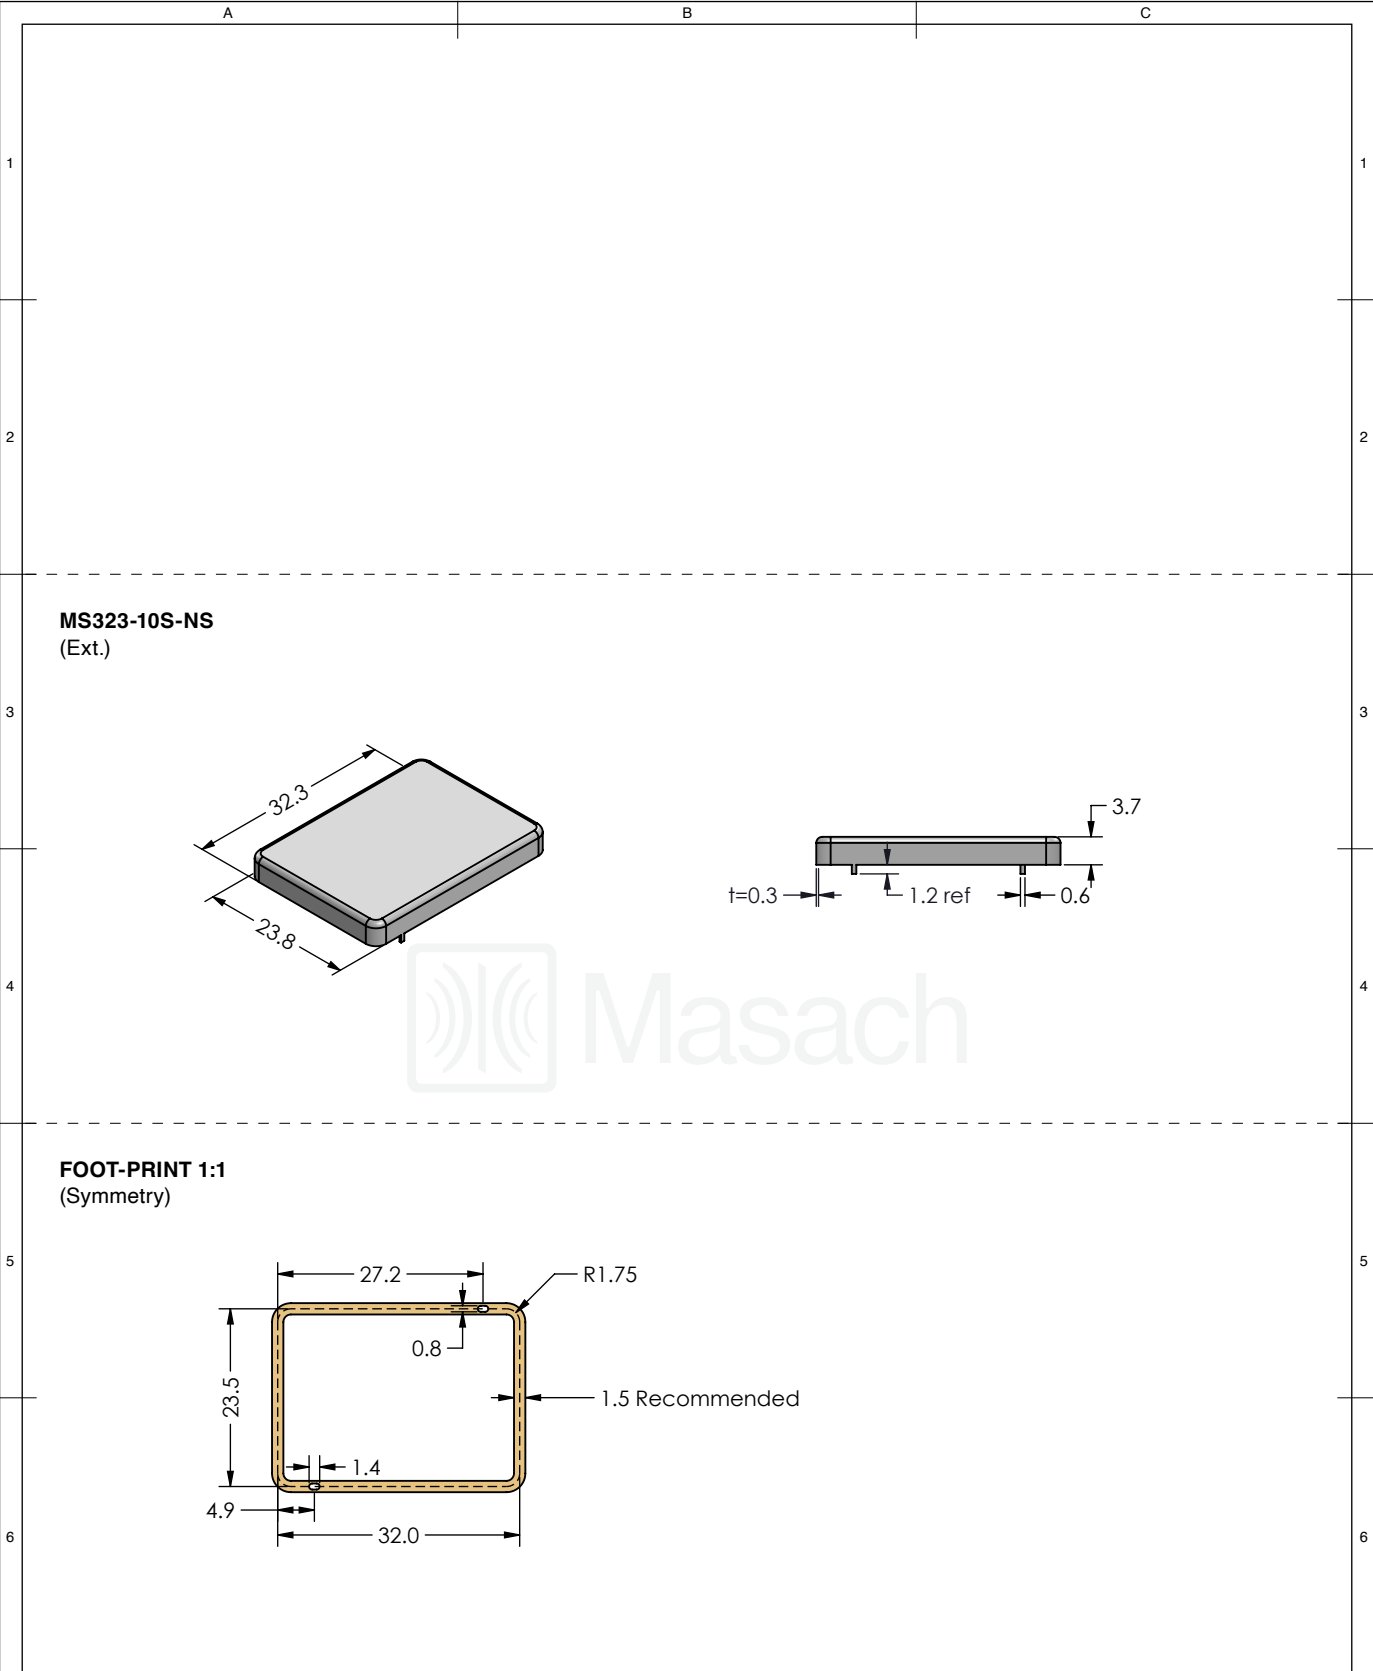 A B C
1 1
2 2
MS323-10S-NS
(Ext.)
3 3
32.3
3.7
t=0.3 1.2 ref 0.6
23.8
4 4
Masach
FOOT-PRINT 1:1
(Symmetry)
5 5
27.2 R1.75
0.8
23.5 1.5 Recommended
1.4
4.9
32.0
6 6